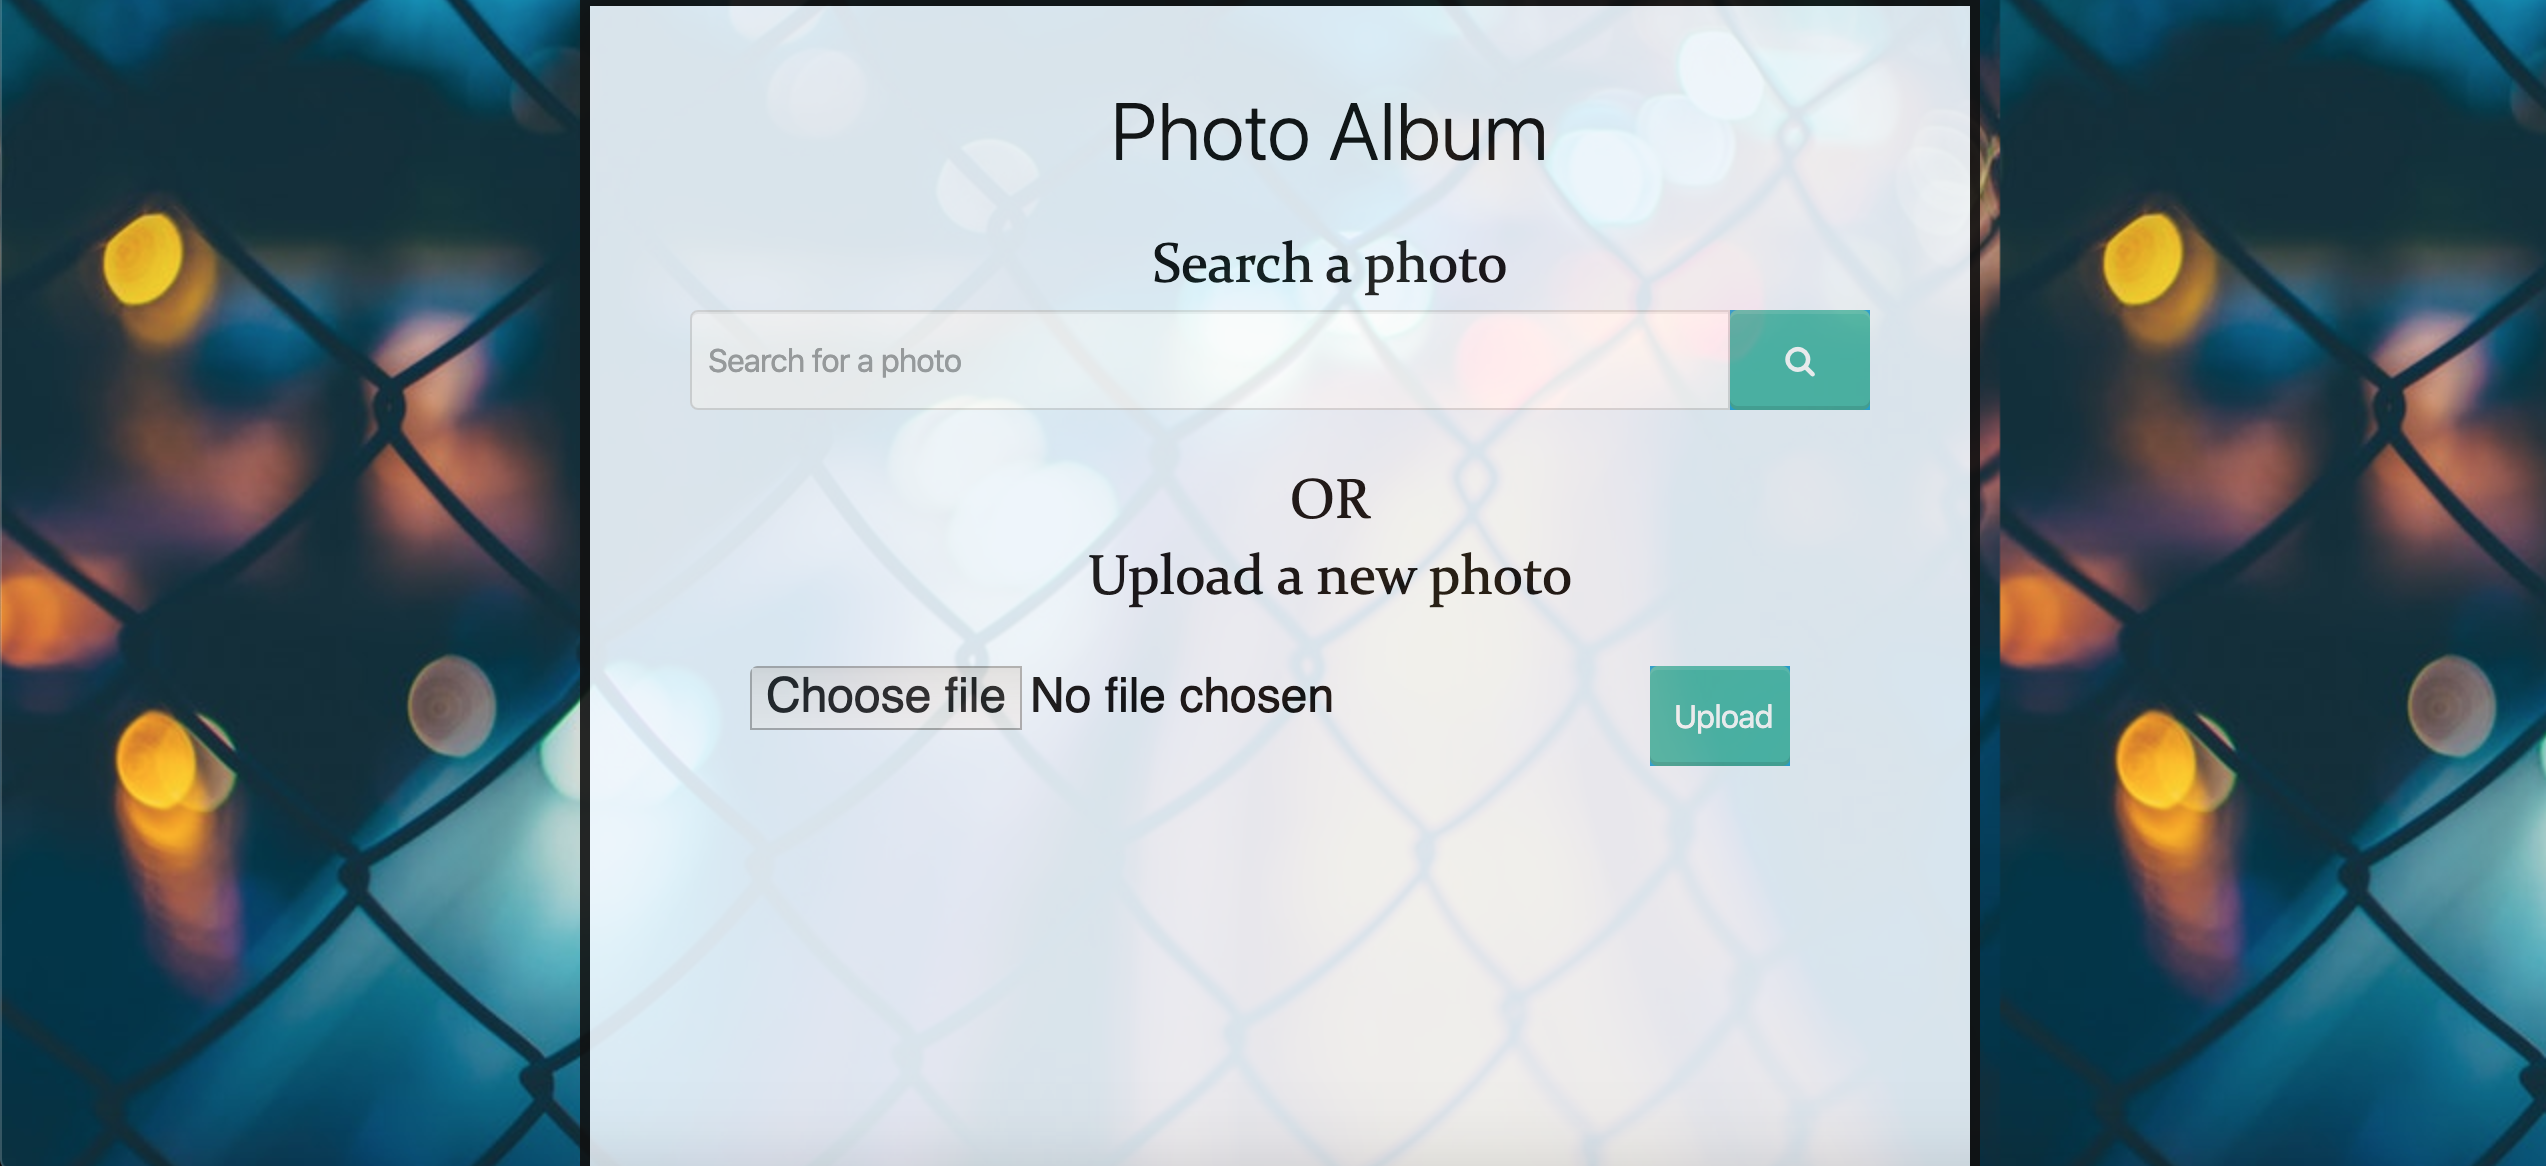 Photo Album
Search a photo
Search for a photo
OR
Upload a new photo
Choose file No file chosen
Upload